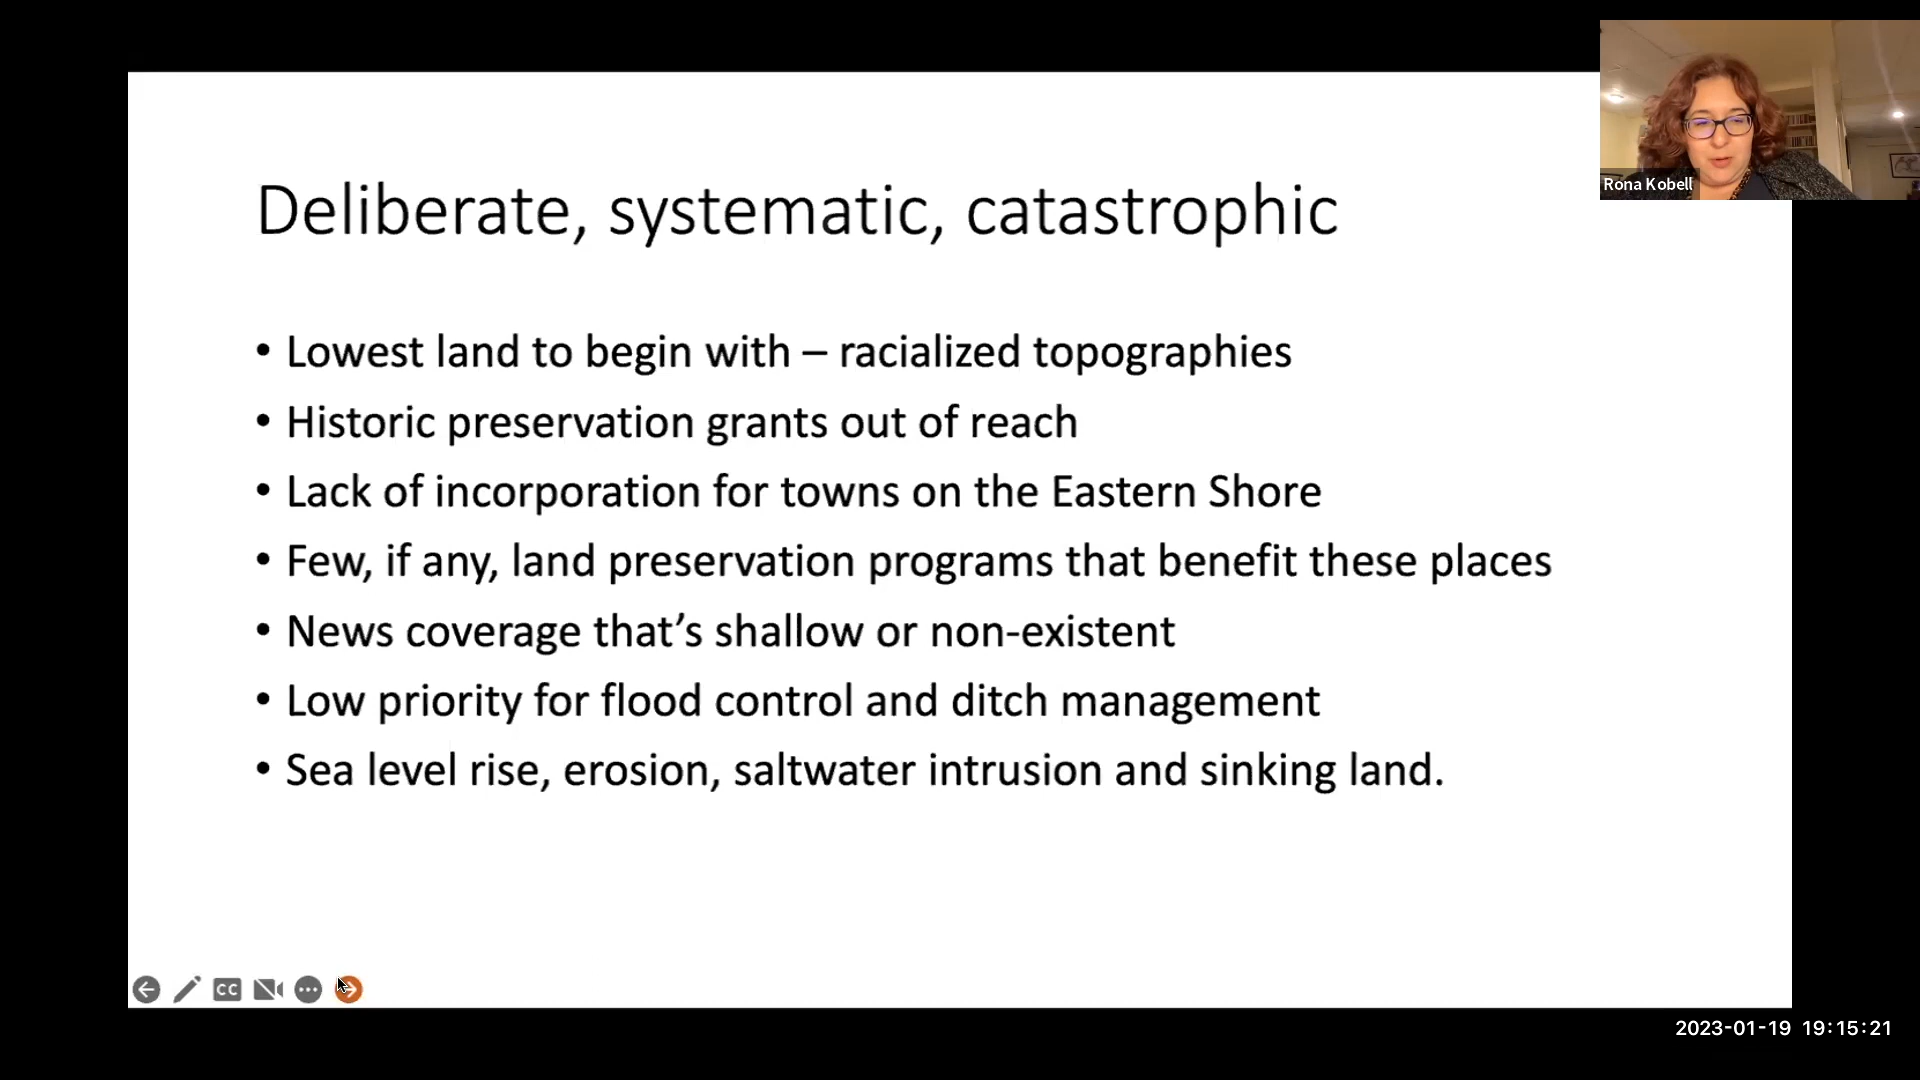 Rona Kobell
Deliberate, systematic, catastrophic
• Lowest land to begin with – racialized topographies
• Historic preservation grants out of reach
• Lack of incorporation for towns on the Eastern Shore
• Few, if any, land preservation programs that benefit these places
• News coverage that’s shallow or non-existent
• Low priority for flood control and ditch management
• Sea level rise, erosion, saltwater intrusion and sinking land.
CC
2023-01-19 19:15:21